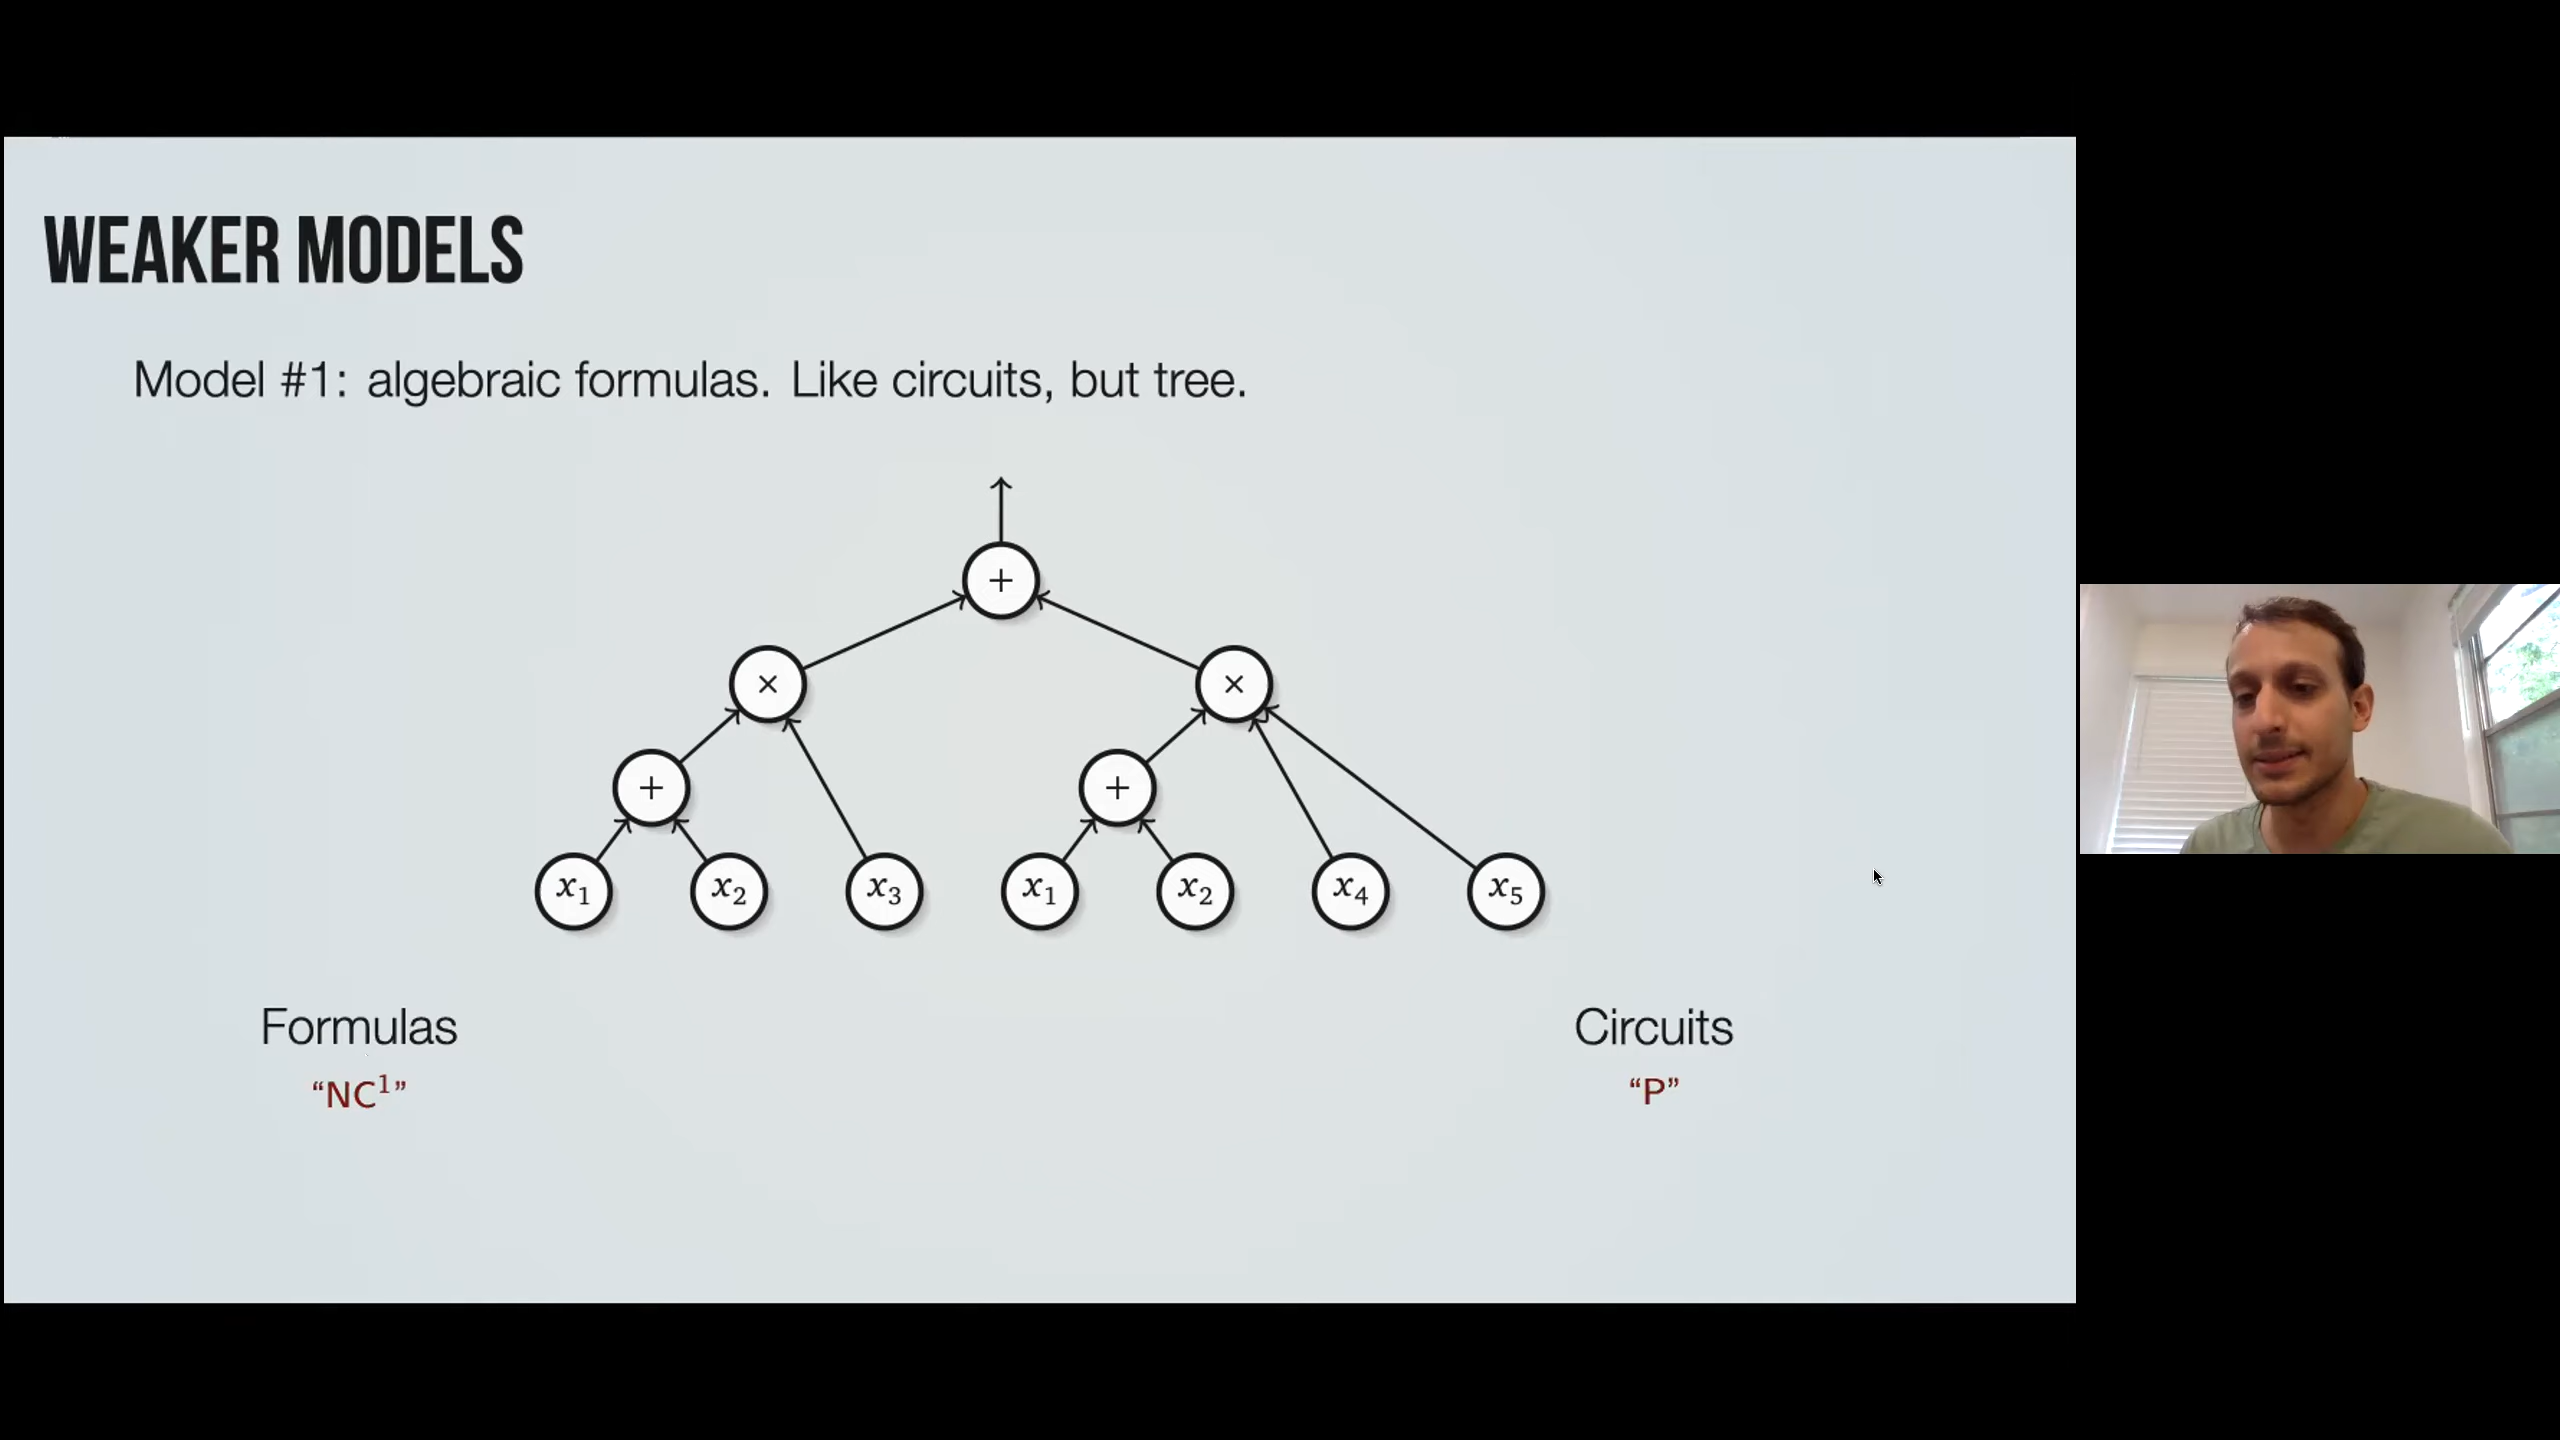 WEAKER MODELS
Model #1: algebraic formulas. Like circuits, but tree.
+
× ×
+ +
x₁ x₂ x₃ x₁ x₂ x₄ x₅
Formulas Circuits
“NC¹” “P”